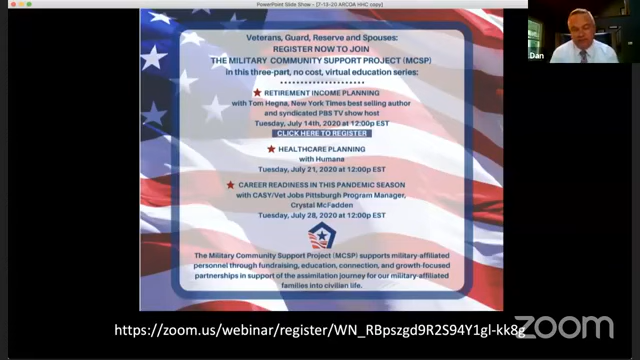 PowerPoint Slide Show - [7-13-20 ARCOA HHC copy]
Veterans, Guard, Reserve and Spouses:
REGISTER NOW TO JOIN
THE MILITARY COMMUNITY SUPPORT PROJECT (MCSP)
in this three-part, no cost, virtual education series:
RETIREMENT INCOME PLANNING
with Tom Hegna, New York Times best selling author
and syndicated PBS TV show host
Tuesday, July 14th, 2020 at 12:00p EST
CLICK HERE TO REGISTER
HEALTHCARE PLANNING
with Humana
Tuesday, July 21, 2020 at 12:00p EST
CAREER READINESS IN THIS PANDEMIC SEASON
with CASY/Vet Jobs Pittsburgh Program Manager,
Crystal McFadden
Tuesday, July 28, 2020 at 12:00p EST
The Military Community Support Project (MCSP) supports military-affiliated
personnel through fundraising, education, connection, and growth-focused
partnerships in support of the assimilation journey for our military-affiliated
families into civilian life.
https://zoom.us/webinar/register/WN_RBpszgd9R2S94Y1gl-kk8g
Dan
zoom